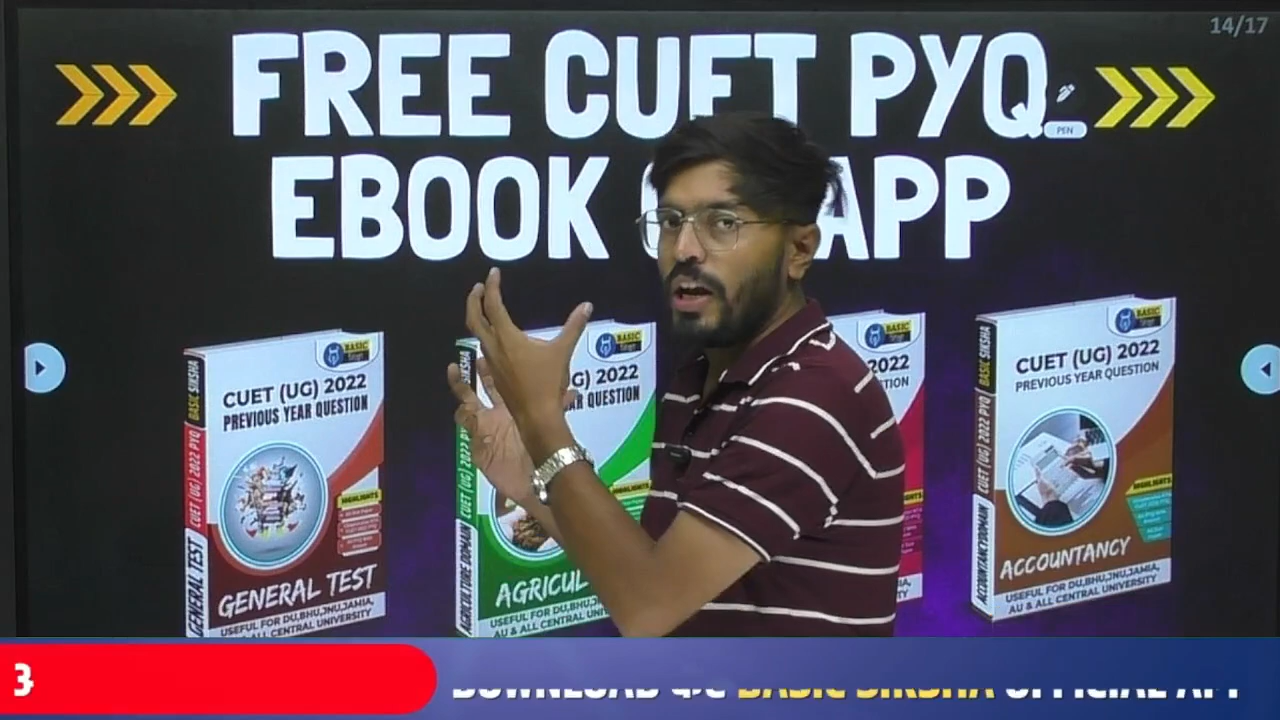 14/17
FREE CUET PYQ
PEN
EBOOK APP
BASIC
CUET (UG) 2022
PREVIOUS YEAR QUESTION
HIGHLIGHTS
GENERAL TEST
USEFUL FOR DU,BHU,JNU,JAMIA,
ALL CENTRAL UNIVERSITY
GENERAL TEST CUET (UG) 2022 PYQ BASIC SIKSHA
BASIC
2022
QUESTION
AGRICUL
USEFUL FOR DU,BHU
AU & ALL CENTRAL
AGRICULTURE DOMAIN CUET (UG) 2022 PYQ SIKSHA
BASIC
2022
BASIC
CUET (UG) 2022
PREVIOUS YEAR QUESTION
HIGHLIGHTS
ACCOUNTANCY
USEFUL FOR DU,BHU,JNU,JAMIA,
AU & ALL CENTRAL UNIVERSITY
ACCOUNTANCY DOMAIN CUET (UG) 2022 PYQ BASIC SIKSHA
3